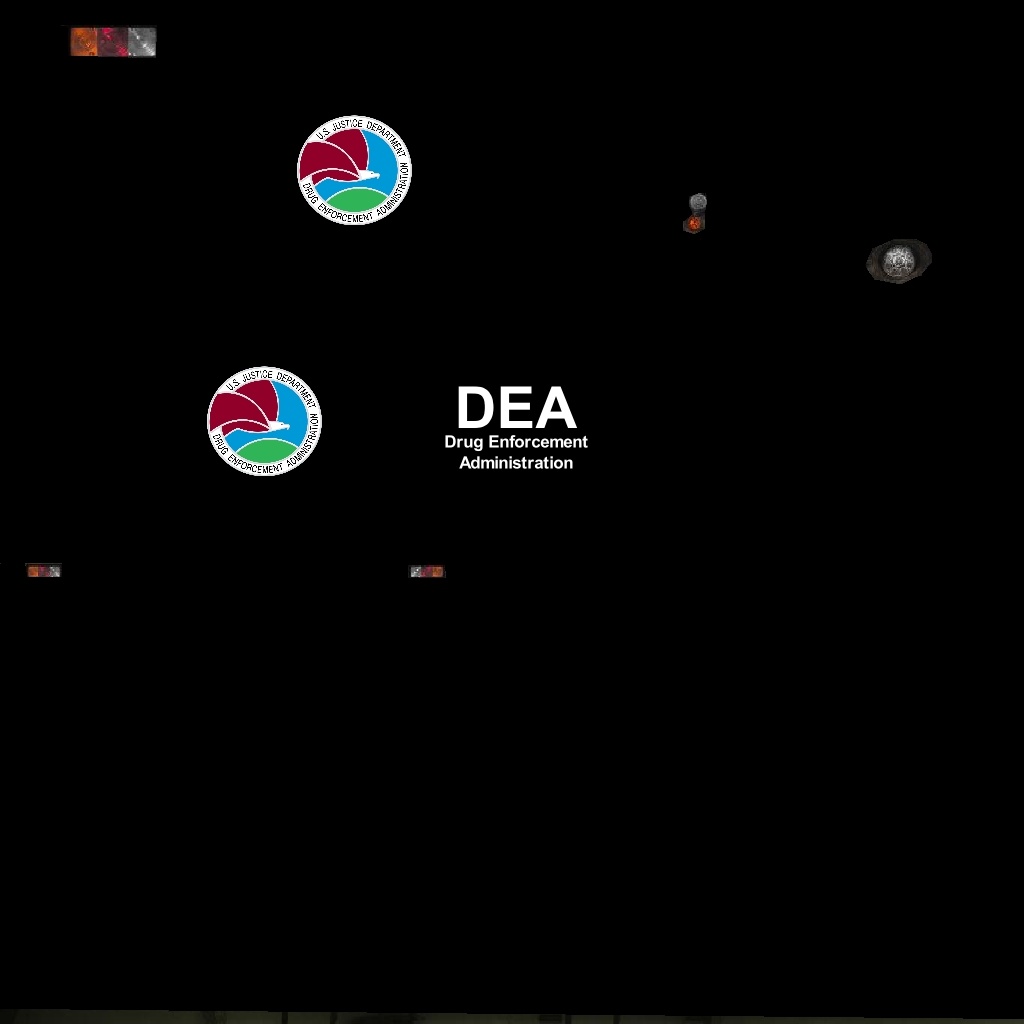 U.S. JUSTICE DEPARTMENT
DRUG ENFORCEMENT ADMINISTRATION
U.S. JUSTICE DEPARTMENT
DRUG ENFORCEMENT ADMINISTRATION
DEA
Drug Enforcement
Administration